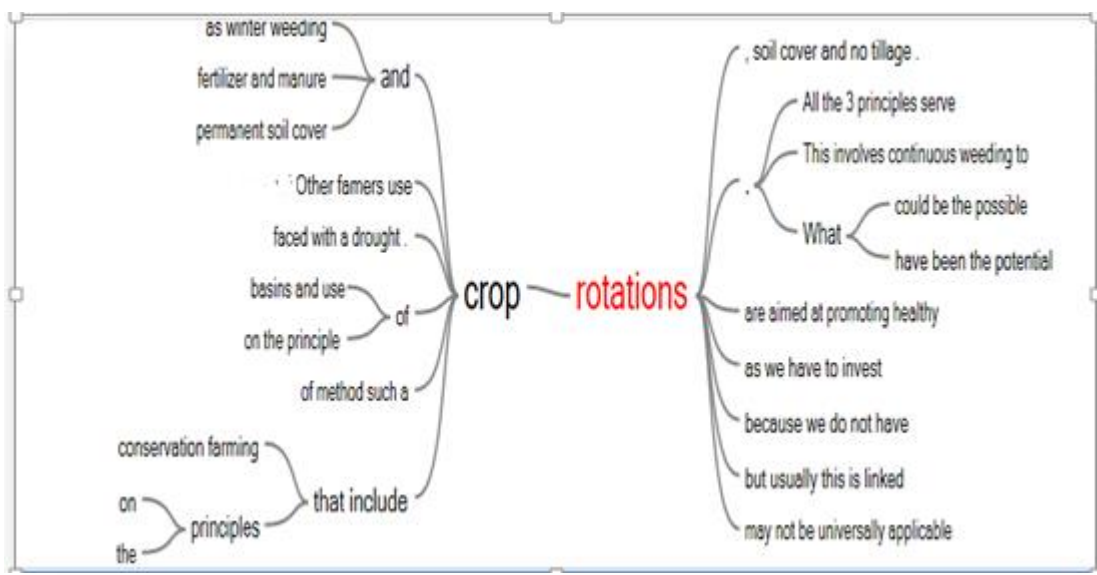 as winter weeding
fertilizer and manure
permanent soil cover
and
Other famers use
faced with a drought .
basins and use
on the principle
of
of method such a
conservation farming
on
the
principles
that include
crop
rotations
, soil cover and no tillage .
.
All the 3 principles serve
This involves continuous weeding to
What
could be the possible
have been the potential
are aimed at promoting healthy
as we have to invest
because we do not have
but usually this is linked
may not be universally applicable